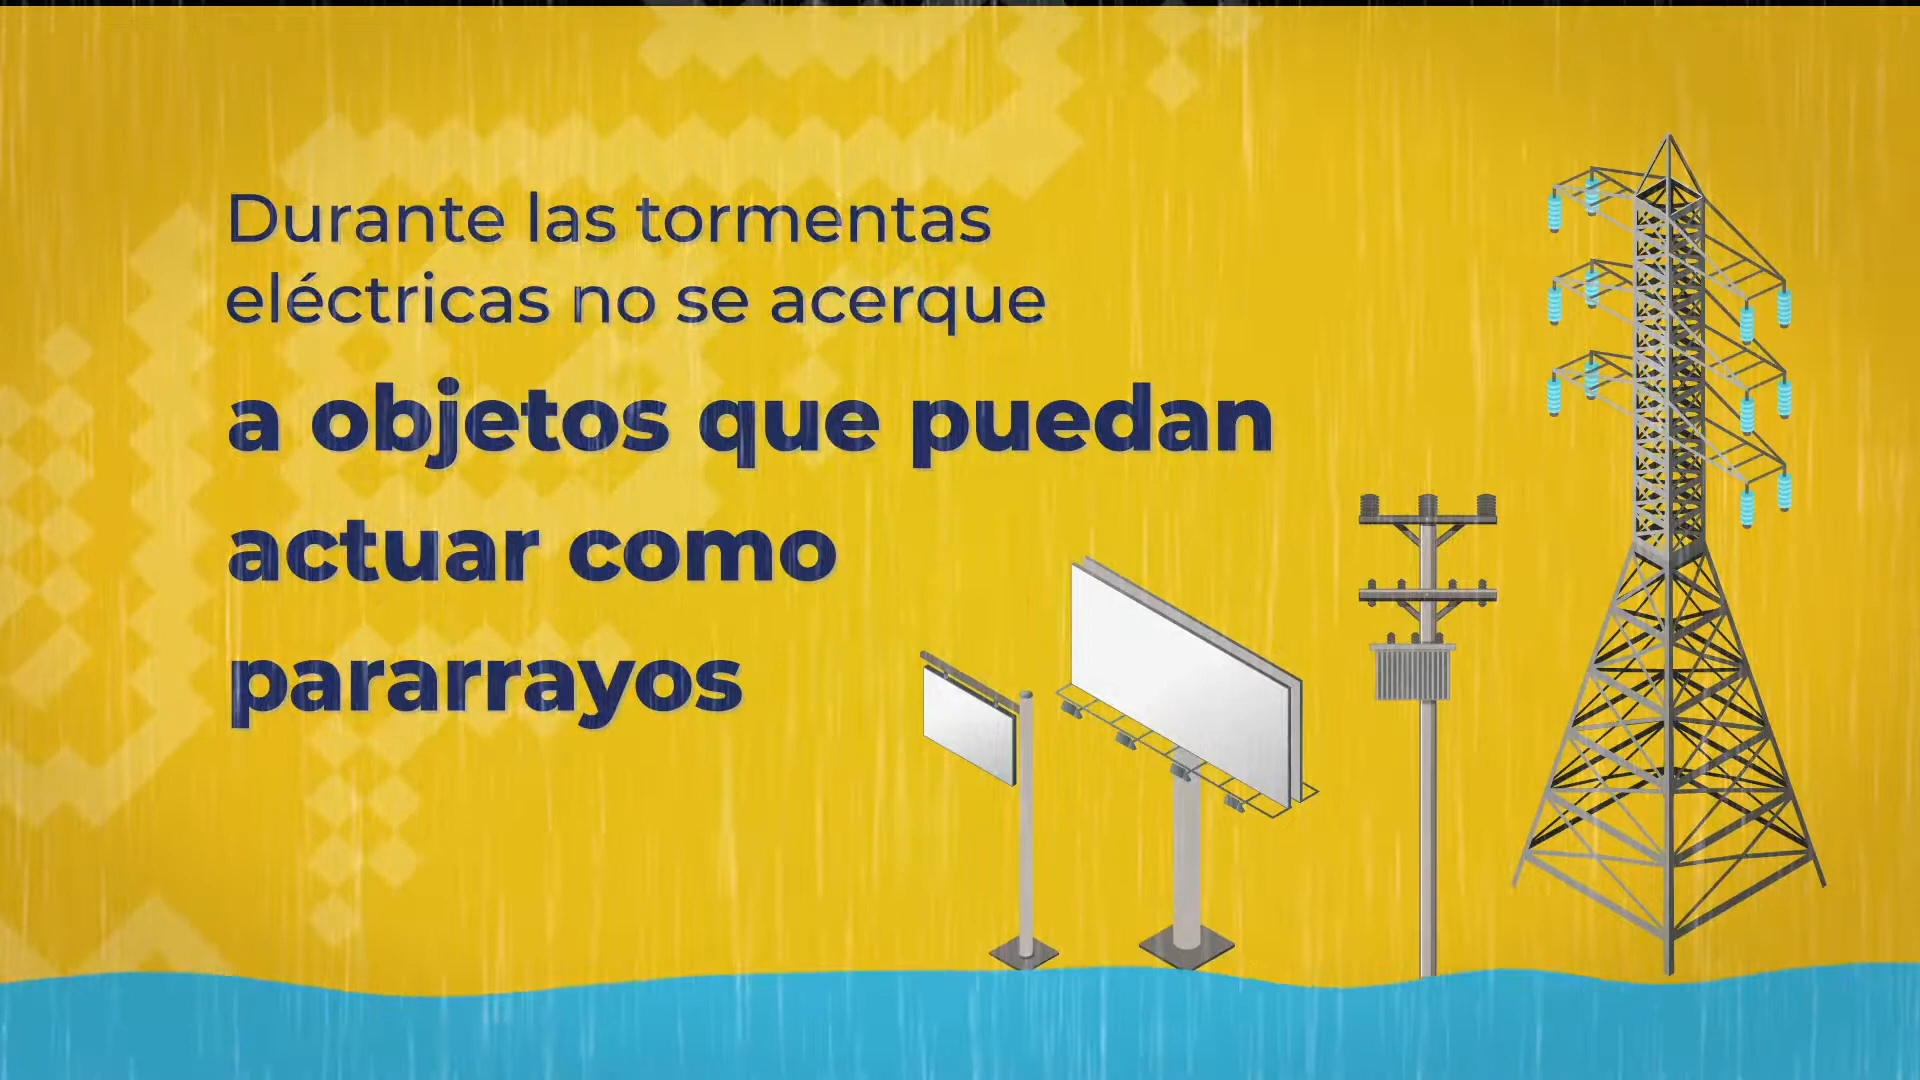 Durante las tormentas
eléctricas no se acerque
a objetos que puedan
actuar como
pararrayos